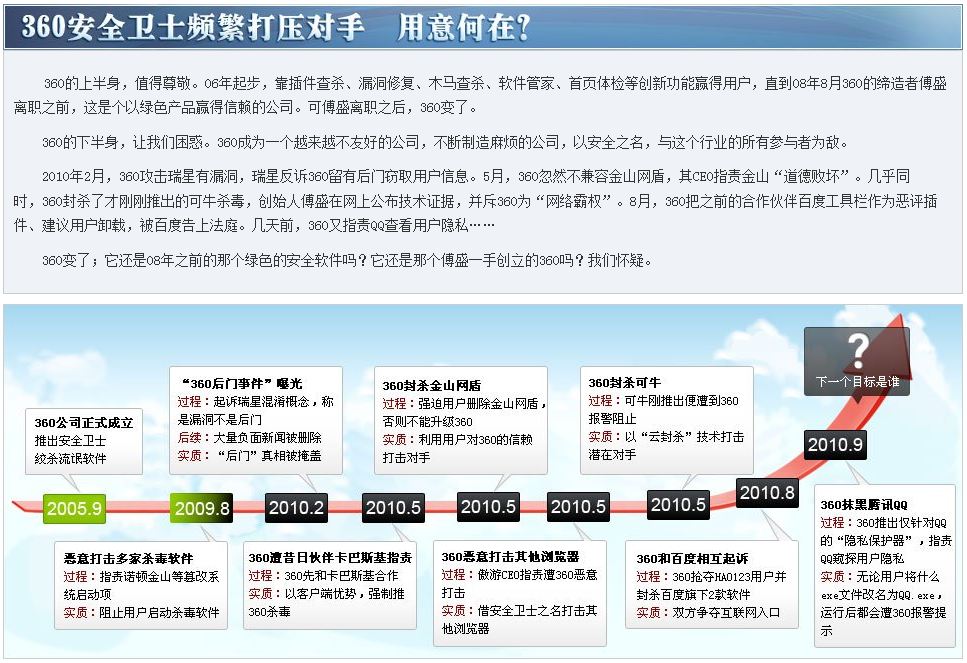 360安全卫士频繁打压对手 用意何在?
360的上半身，值得尊敬。06年起步，靠插件查杀、漏洞修复、木马查杀、软件管家、首页体检等创新功能赢得用户，直到08年8月360的缔造者傅盛
离职之前，这是个以绿色产品赢得信赖的公司。可傅盛离职之后，360变了。
360的下半身，让我们困惑。360成为一个越来越不友好的公司，不断制造麻烦的公司，以安全之名，与这个行业的所有参与者为敌。
2010年2月，360攻击瑞星有漏洞，瑞星反诉360留有后门窃取用户信息。5月，360忽然不兼容金山网盾，其CEO指责金山“道德败坏”。几乎同
时，360封杀了才刚刚推出的可牛杀毒，创始人傅盛在网上公布技术证据，并斥360为“网络霸权”。8月，360把之前的合作伙伴百度工具栏作为恶评插
件、建议用户卸载，被百度告上法庭。几天前，360又指责QQ查看用户隐私……
360变了；它还是08年之前的那个绿色的安全软件吗？它还是那个傅盛一手创立的360吗？我们怀疑。
360公司正式成立
推出安全卫士
绞杀流氓软件
“360后门事件”曝光
过程：起诉瑞星混淆概念，称
是漏洞不是后门
后续：大量负面新闻被删除
实质：“后门”真相被掩盖
360封杀金山网盾
过程：强迫用户删除金山网盾，
否则不能升级360
实质：利用用户对360的信赖
打击对手
360封杀可牛
过程：可牛刚推出便遭到360
报警阻止
实质：以“云封杀”技术打击
潜在对手
?
下一个目标是谁
2005.9
2009.8
2010.2
2010.5
2010.5
2010.5
2010.5
2010.8
2010.9
恶意打击多家杀毒软件
过程：指责诺顿金山等篡改系
统启动项
实质：阻止用户启动杀毒软件
360遭昔日伙伴卡巴斯基指责
过程：360先和卡巴斯基合作
实质：以客户端优势，强制推
360杀毒
360恶意打击其他浏览器
过程：傲游CEO指责遭360恶意
打击
实质：借安全卫士之名打击其
他浏览器
360和百度相互起诉
过程：360抢夺HAO123用户并
封杀百度旗下2款软件
实质：双方争夺互联网入口
360抹黑腾讯QQ
过程：360推出仅针对QQ
的“隐私保护器”，指责
QQ窥探用户隐私
实质：无论用户将什么
exe文件改名为QQ.exe，
运行后都会遭360报警提
示